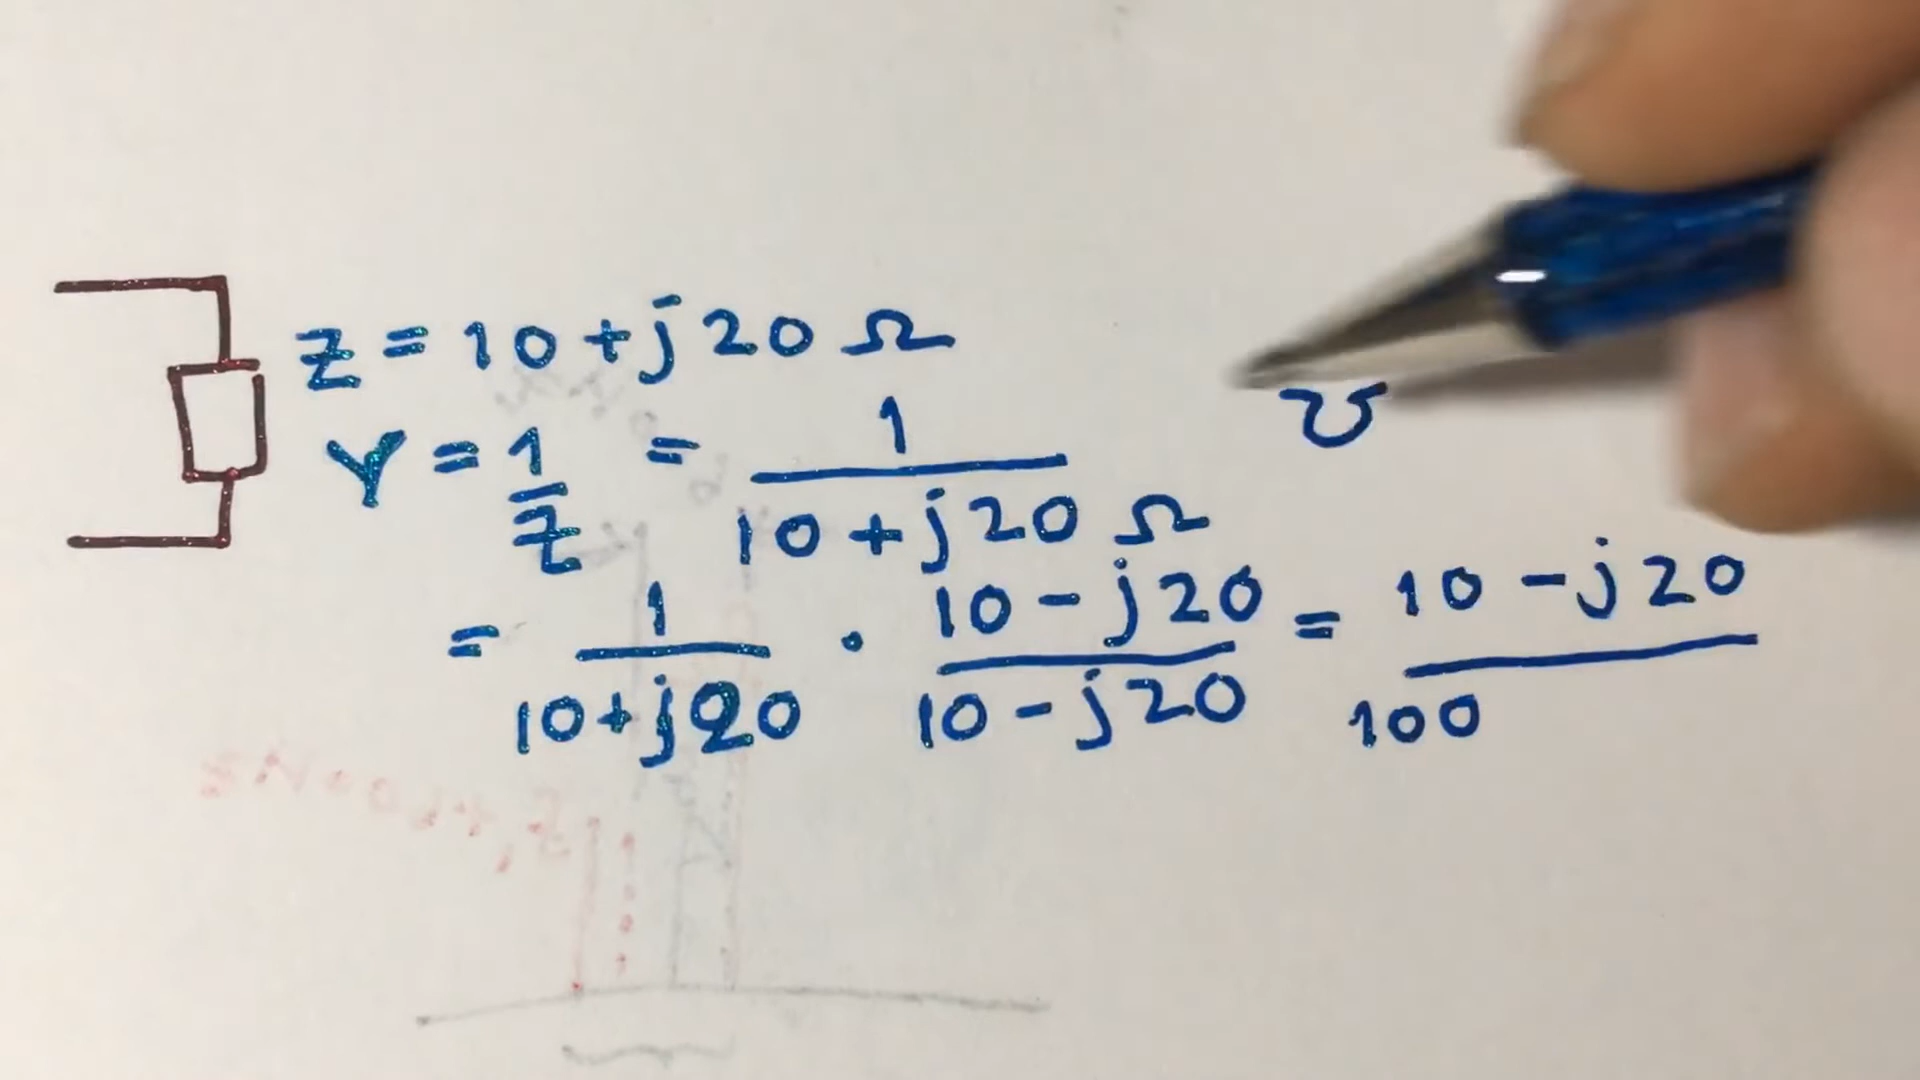 Z = 10 + j20 Ω
Y = 1/Z = 1/(10 + j20 Ω) ℧
= 1/(10+j20) · (10 - j20)/(10 - j20) = (10 - j20)/100